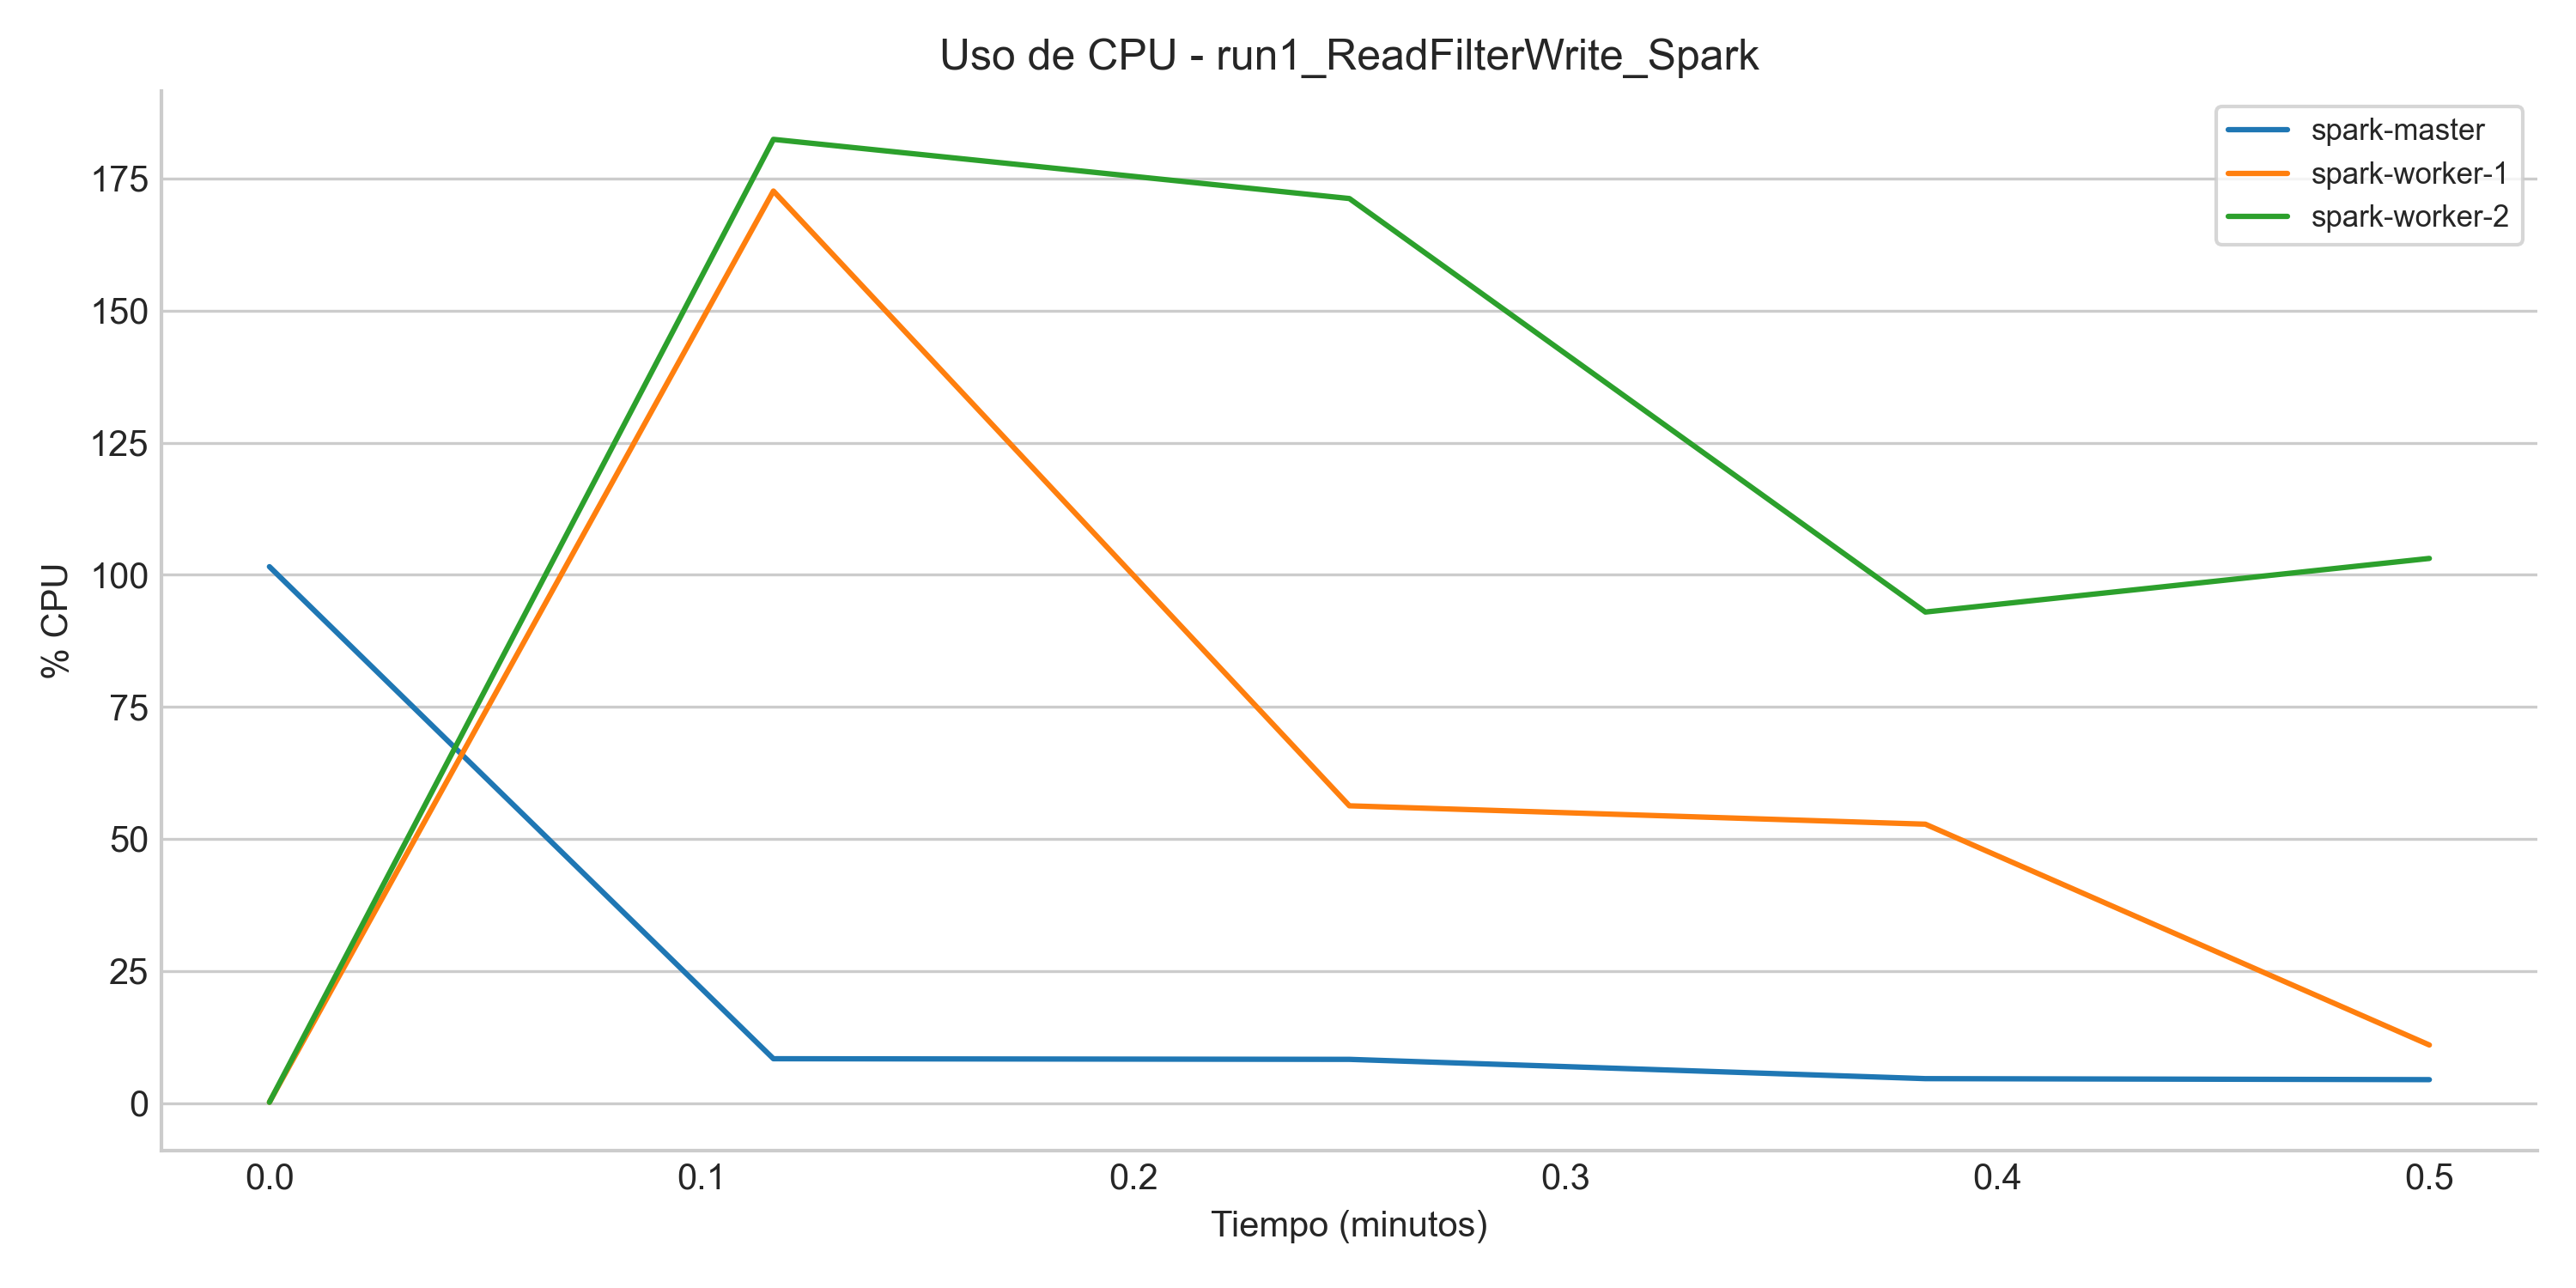 Uso de CPU - run1_ReadFilterWrite_Spark
spark-master
spark-worker-1
spark-worker-2
% CPU
175
150
125
100
75
50
25
0
0.0 0.1 0.2 0.3 0.4 0.5
Tiempo (minutos)